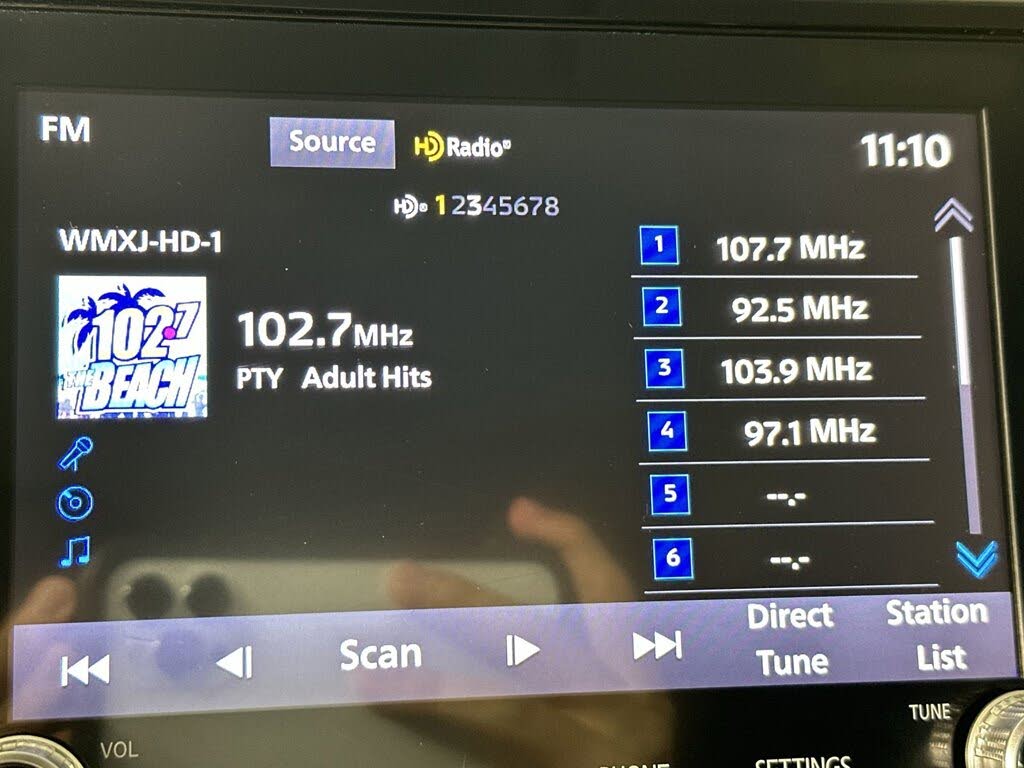 FM
Source
HD Radio
11:10
HD 12345678
WMXJ-HD-1
102.7
THE
BEACH
102.7MHz
PTY Adult Hits
1 107.7 MHz
2 92.5 MHz
3 103.9 MHz
4 97.1 MHz
5 --.-
6 --.-
Scan
Direct
Tune
Station
List
VOL
PHONE
SETTINGS
TUNE